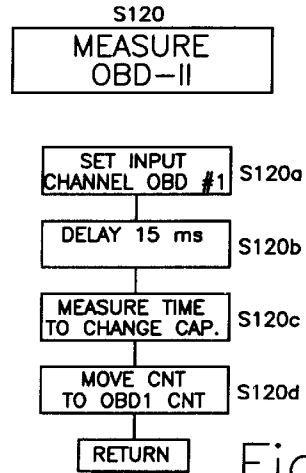 S120
MEASURE
OBD-II
SET INPUT
CHANNEL OBD #1
S120a
DELAY 15 ms
S120b
MEASURE TIME
TO CHANGE CAP.
S120c
MOVE CNT
TO OBD1 CNT
S120d
RETURN